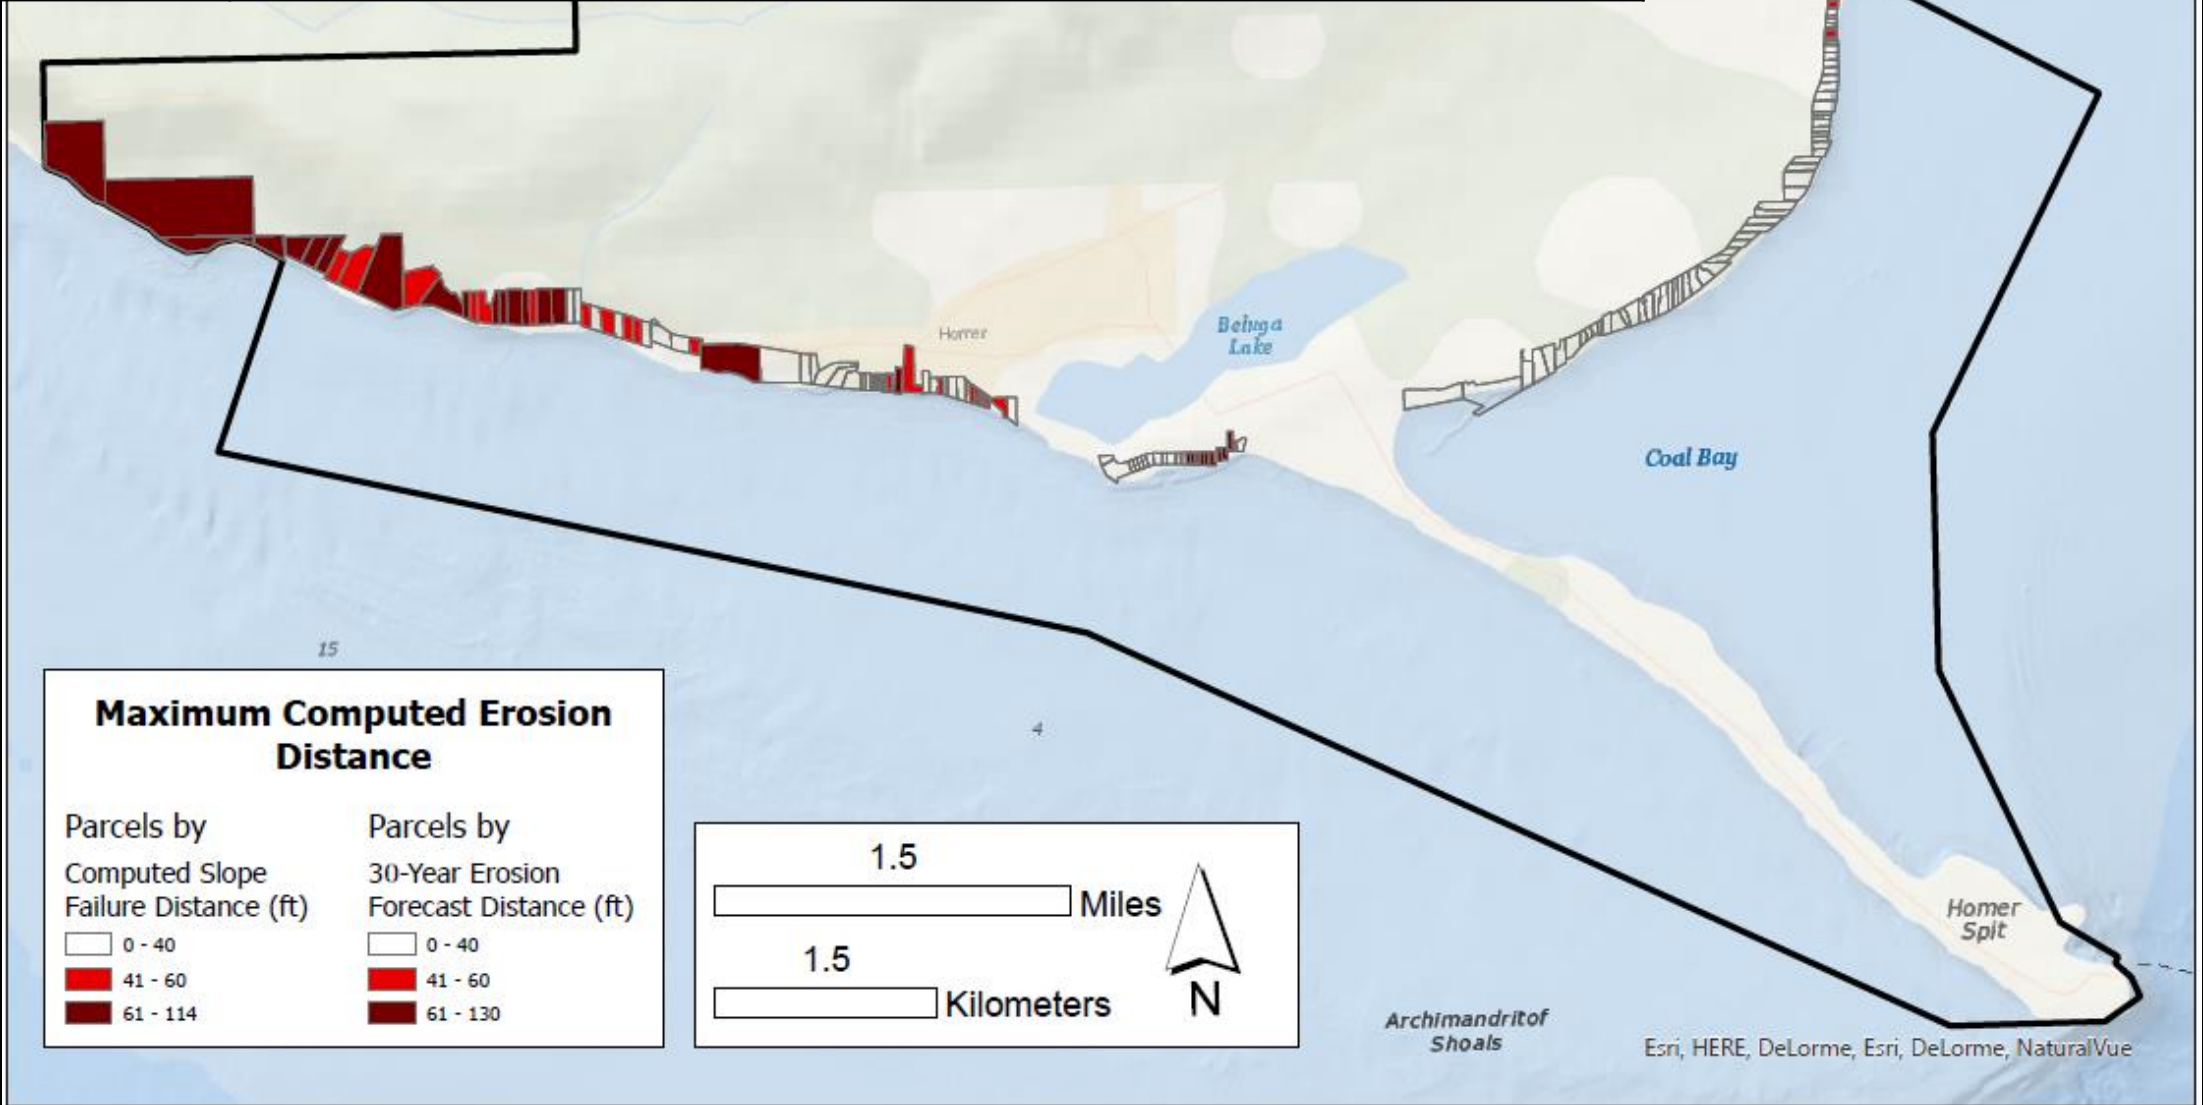 Homer
Beluga
Lake
Coal Bay
15
4
Maximum Computed Erosion
Distance
Parcels by
Computed Slope
Failure Distance (ft)
0 - 40
41 - 60
61 - 114
Parcels by
30-Year Erosion
Forecast Distance (ft)
0 - 40
41 - 60
61 - 130
1.5
Miles
1.5
Kilometers
N
Homer
Spit
Archimandritof
Shoals
Esri, HERE, DeLorme, Esri, DeLorme, NaturalVue